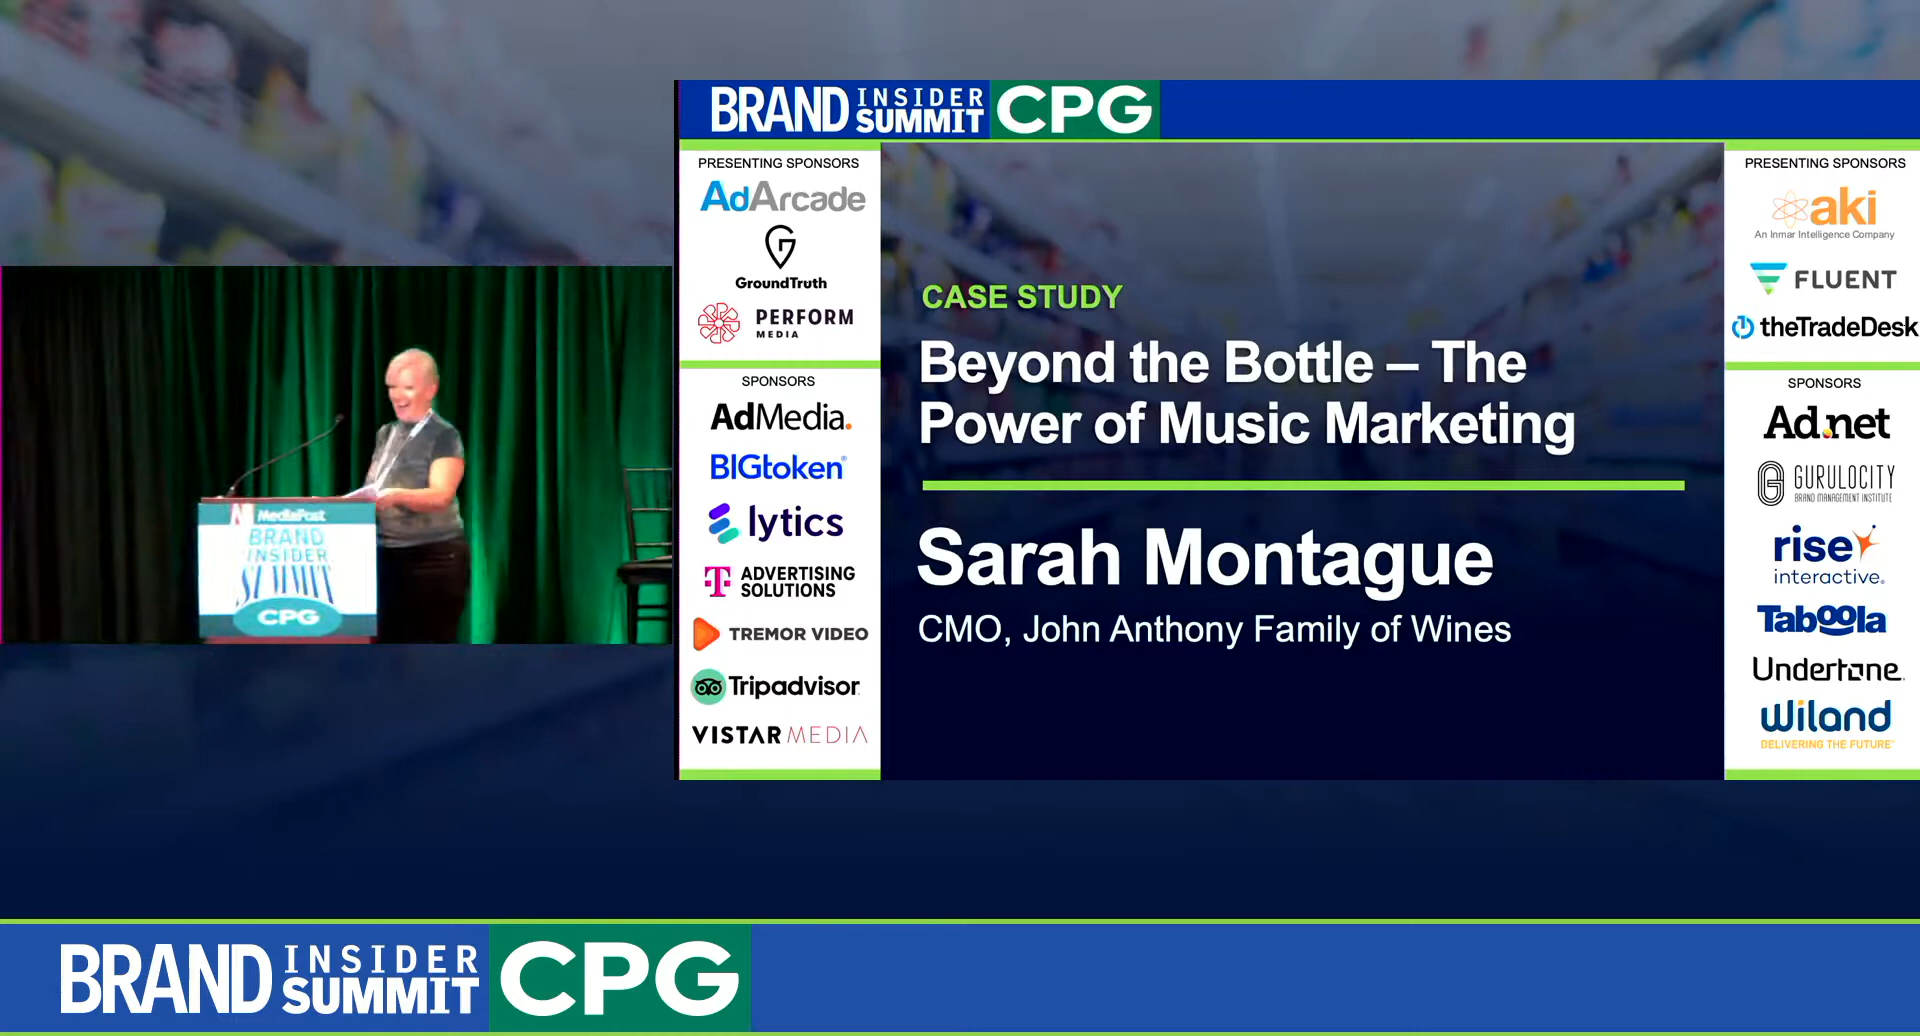 BRAND INSIDER SUMMIT CPG
PRESENTING SPONSORS
AdArcade
GroundTruth
PERFORM
MEDIA
SPONSORS
AdMedia.
BIGtoken
lytics
T ADVERTISING
SOLUTIONS
TREMOR VIDEO
Tripadvisor
VISTAR MEDIA
CASE STUDY
Beyond the Bottle – The
Power of Music Marketing
Sarah Montague
CMO, John Anthony Family of Wines
PRESENTING SPONSORS
aki
An Inmar Intelligence Company
FLUENT
theTradeDesk
SPONSORS
Ad.net
GURULOCITY
BRAND MANAGEMENT INSTITUTE
rise
interactive
Taboola
Undertone
Wiland
DELIVERING THE FUTURE
MediaPost
BRAND
INSIDER
SUMMIT
CPG
BRAND INSIDER SUMMIT CPG